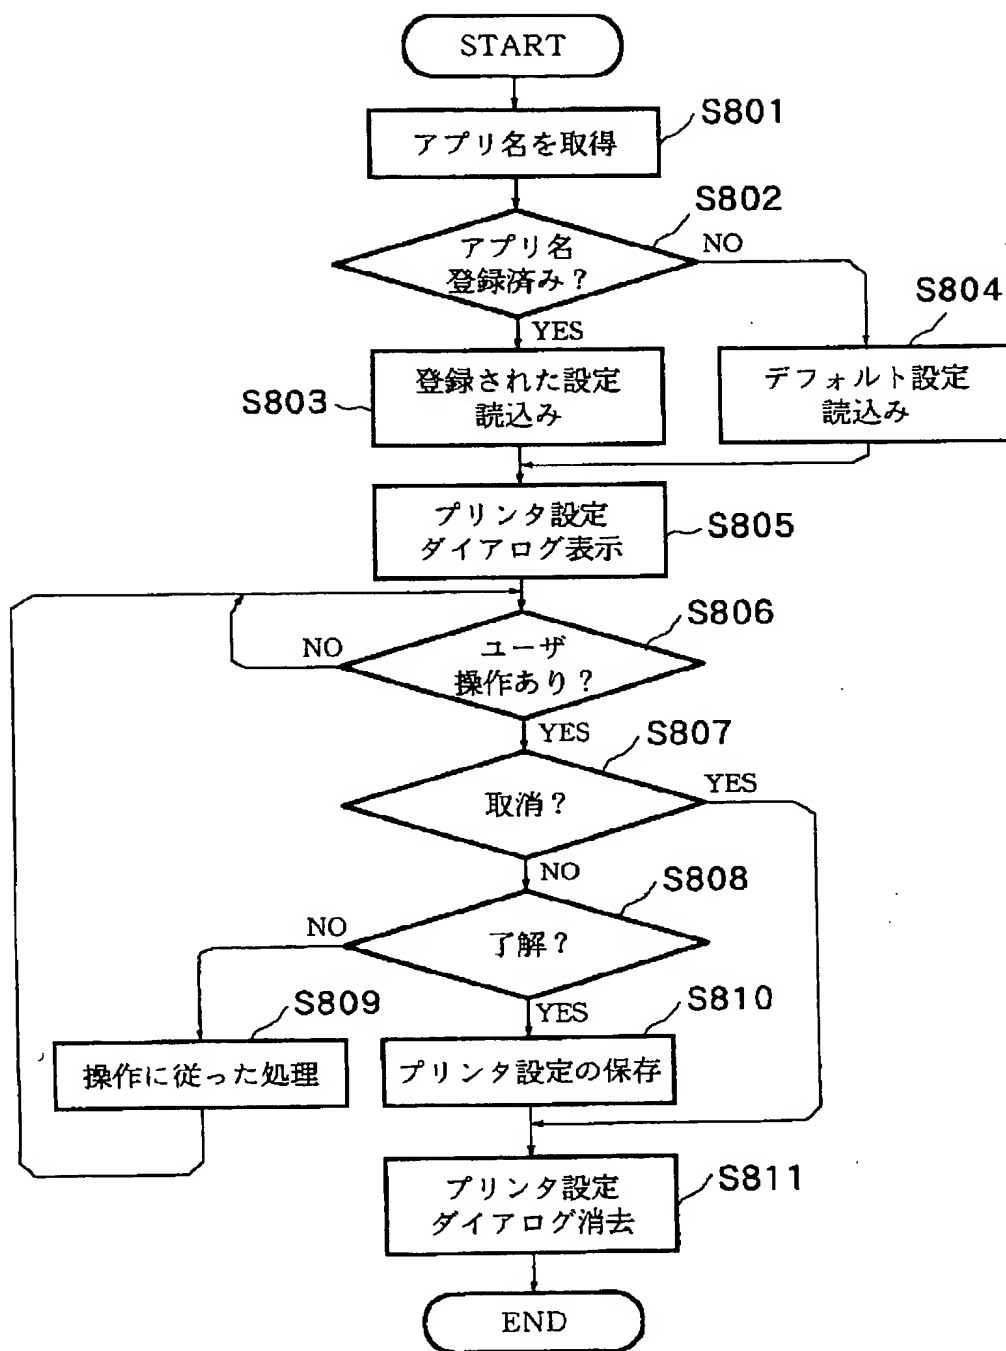 START
S801
アプリ名を取得
S802
アプリ名
登録済み？
NO
YES
S804
デフォルト設定
読込み
S803
登録された設定
読込み
プリンタ設定
ダイアログ表示
S805
S806
ユーザ
操作あり？
NO
YES
S807
取消？
YES
NO
S808
了解？
NO
YES
S809
操作に従った処理
S810
プリンタ設定の保存
S811
プリンタ設定
ダイアログ消去
END